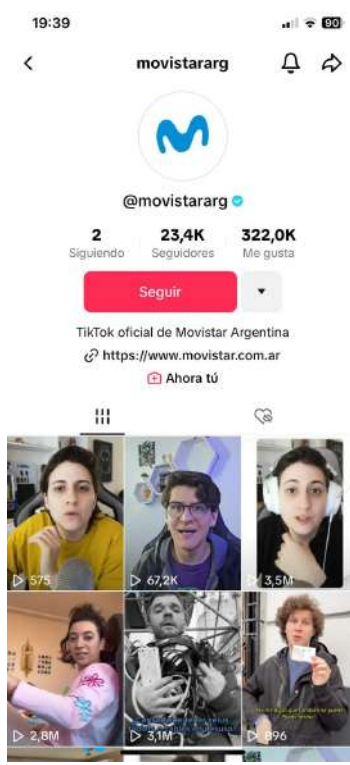 19:39
90
movistararg
@movistararg
2 23,4K 322,0K
Siguiendo Seguidores Me gusta
Seguir
TikTok oficial de Movistar Argentina
https://www.movistar.com.ar
Ahora tú
575 67,2K 3,5M
2,8M 3,1M 896